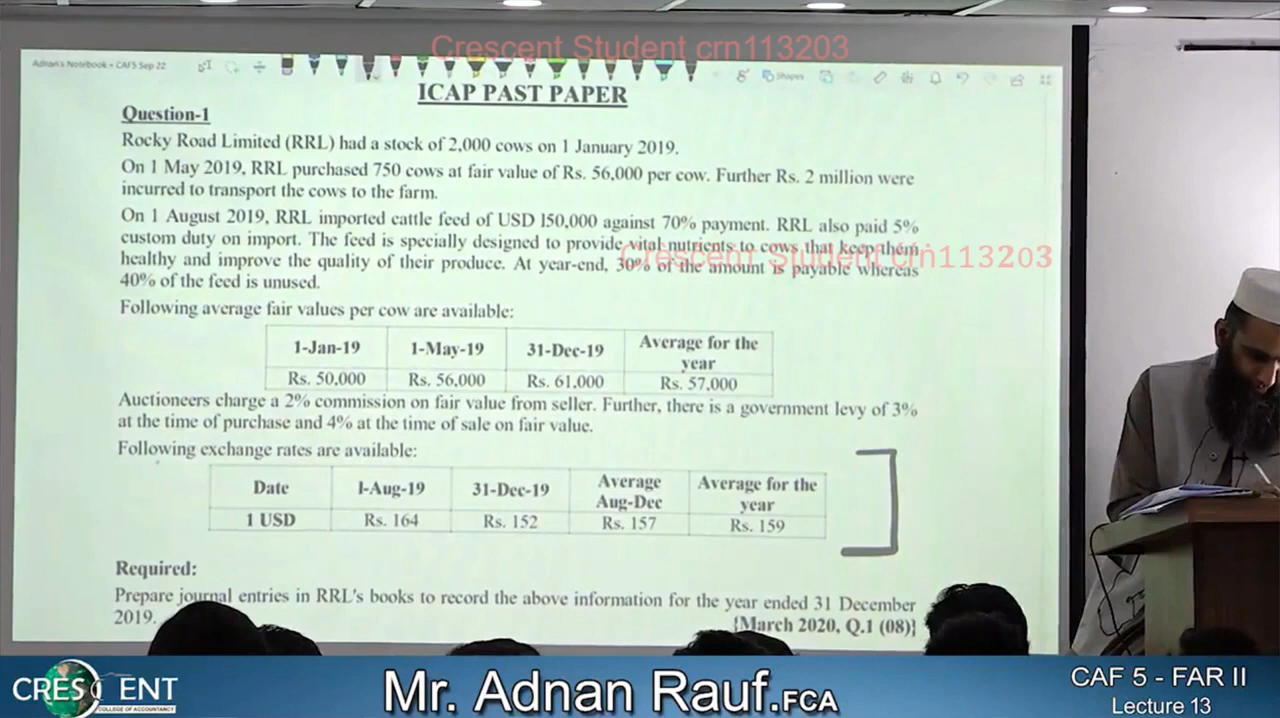 Crescent Student crn113203
Adnan's Notebook - CAF5 Sep 22
Shapes
ICAP PAST PAPER
Question-1
Rocky Road Limited (RRL) had a stock of 2,000 cows on 1 January 2019.
On 1 May 2019, RRL purchased 750 cows at fair value of Rs. 56,000 per cow. Further Rs. 2 million were
incurred to transport the cows to the farm.
On 1 August 2019, RRL imported cattle feed of USD 150,000 against 70% payment. RRL also paid 5%
custom duty on import. The feed is specially designed to provide vital nutrients to cows that keep them
healthy and improve the quality of their produce. At year-end, 30% of the amount is payable whereas
Crescent Student crn113203
40% of the feed is unused.
Following average fair values per cow are available:
1-Jan-19 1-May-19 31-Dec-19 Average for the
year
Rs. 50,000 Rs. 56,000 Rs. 61,000 Rs. 57,000
Auctioneers charge a 2% commission on fair value from seller. Further, there is a government levy of 3%
at the time of purchase and 4% at the time of sale on fair value.
Following exchange rates are available:
Date 1-Aug-19 31-Dec-19 Average Average for the
Aug-Dec year
1 USD Rs. 164 Rs. 152 Rs. 157 Rs. 159
Required:
Prepare journal entries in RRL's books to record the above information for the year ended 31 December
2019.
{March 2020, Q.1 (08)}
CRESCENT
COLLEGE OF ACCOUNTANCY
Mr. Adnan Rauf.FCA
CAF 5 - FAR II
Lecture 13